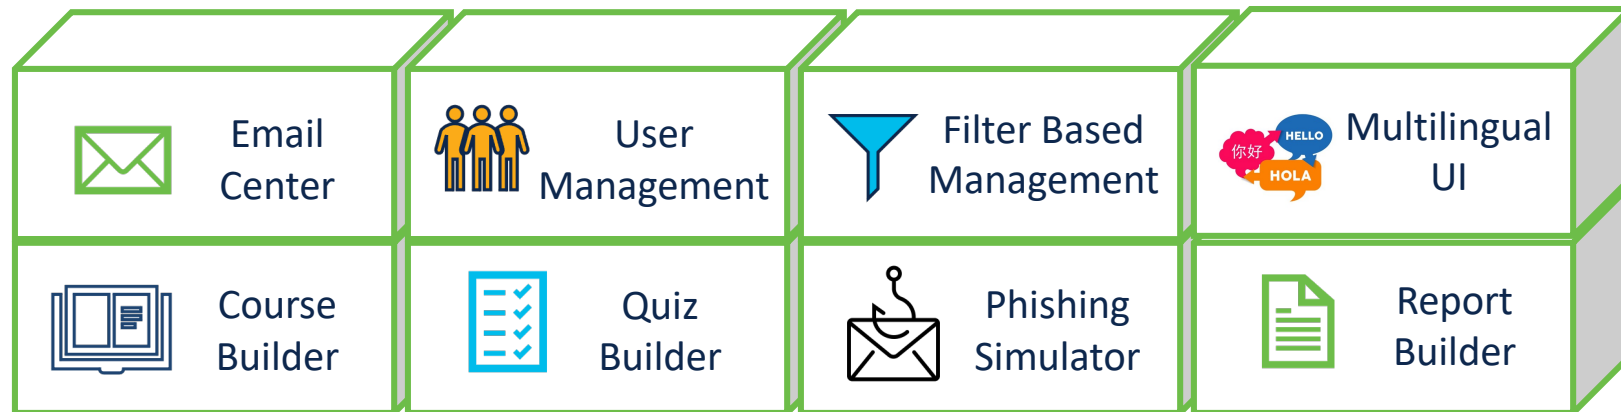 Email
Center
User
Management
Filter Based
Management
你好
HELLO
HOLA
Multilingual
UI
Course
Builder
Quiz
Builder
Phishing
Simulator
Report
Builder